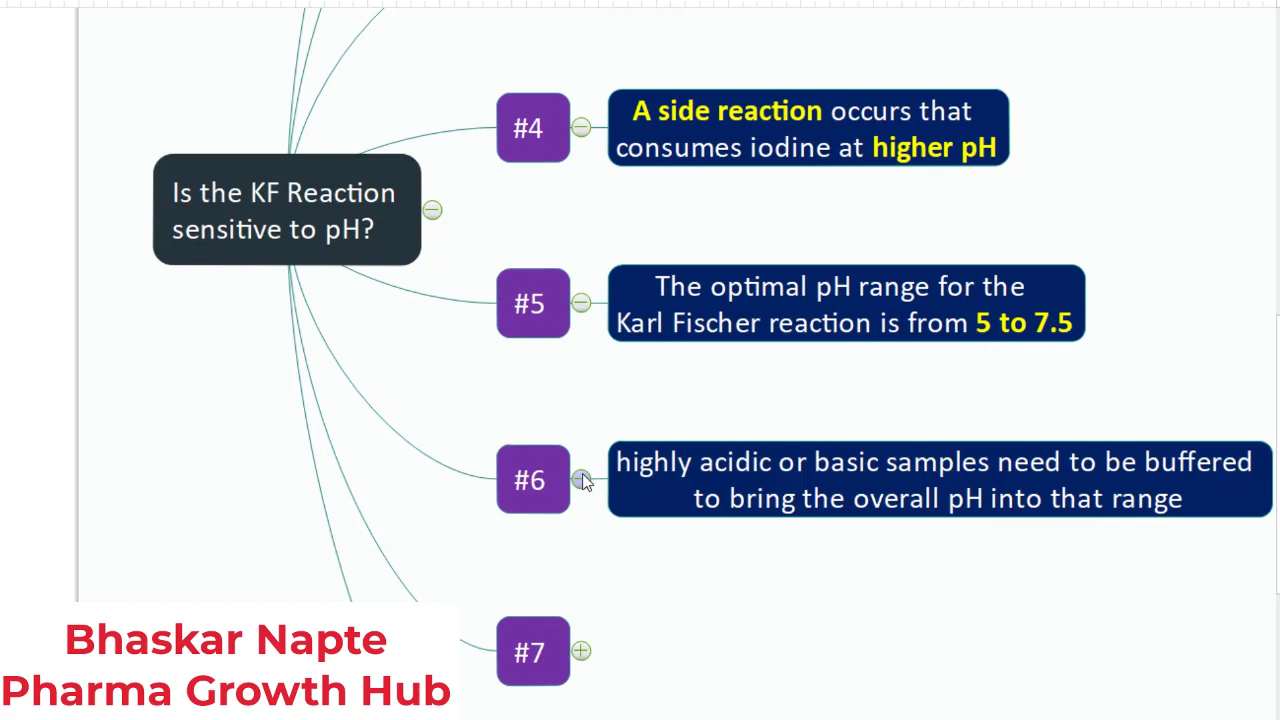 #4
A side reaction occurs that
consumes iodine at higher pH
Is the KF Reaction
sensitive to pH?
#5
The optimal pH range for the
Karl Fischer reaction is from 5 to 7.5
#6
highly acidic or basic samples need to be buffered
to bring the overall pH into that range
#7
Bhaskar Napte
Pharma Growth Hub